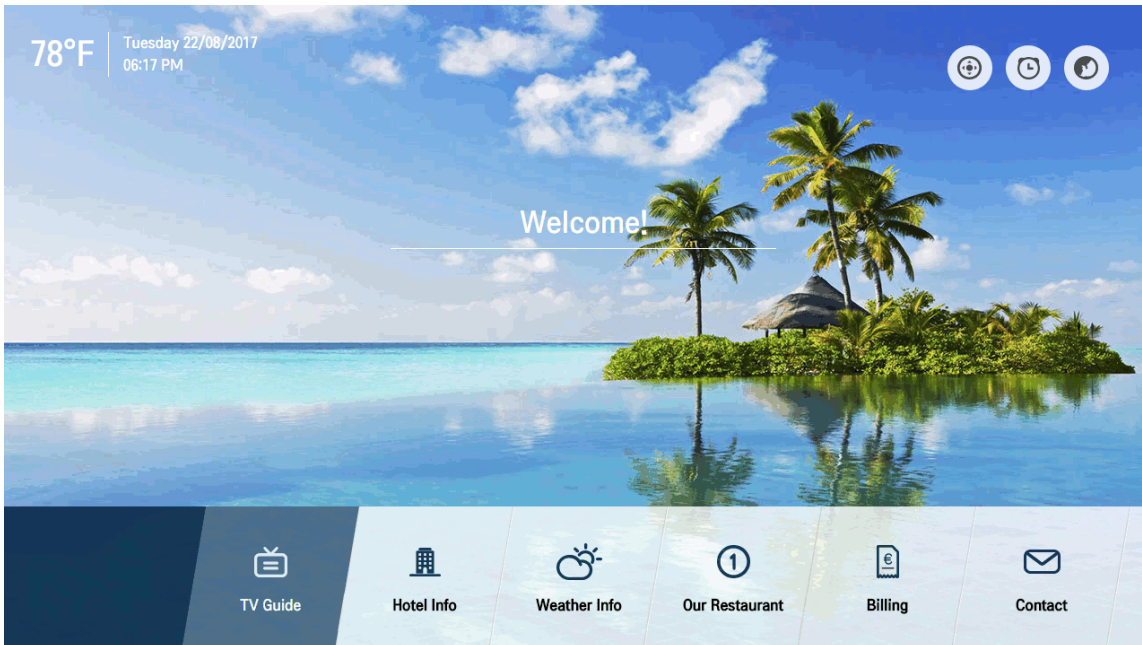 78°F
Tuesday 22/08/2017
06:17 PM
Welcome!
TV Guide
Hotel Info
Weather Info
1
Our Restaurant
€
Billing
Contact